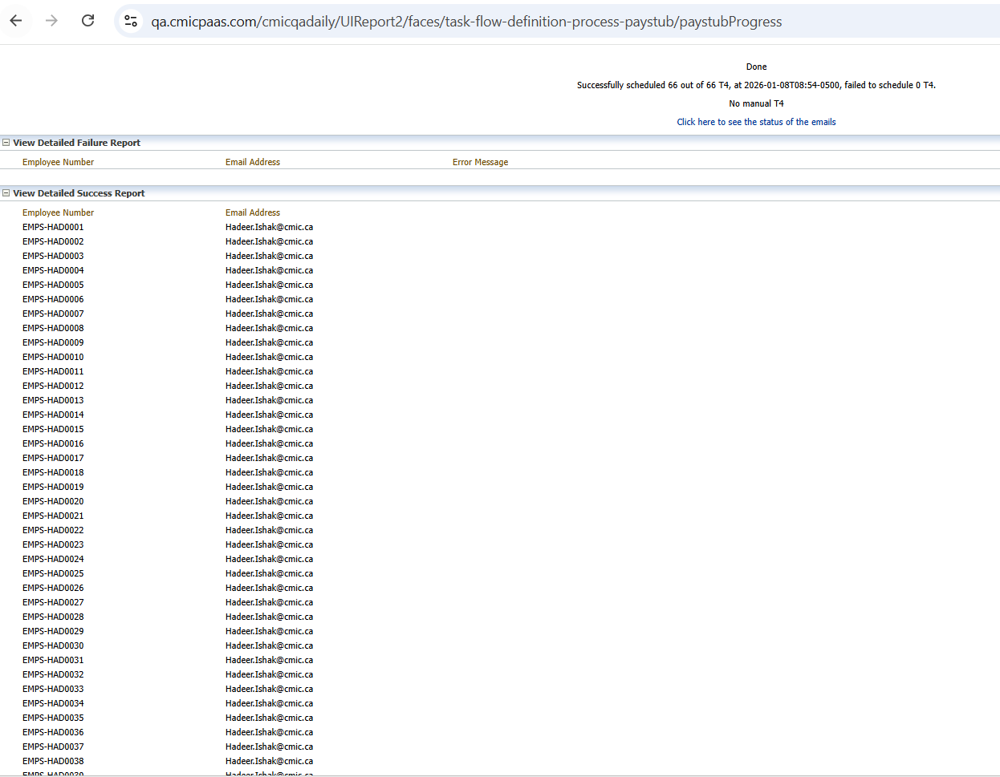 qa.cmicpaas.com/cmicqadaily/UIReport2/faces/task-flow-definition-process-paystub/paystubProgress
Done
Successfully scheduled 66 out of 66 T4, at 2026-01-08T08:54-0500, failed to schedule 0 T4.
No manual T4
Click here to see the status of the emails
View Detailed Failure Report
Employee Number Email Address Error Message
View Detailed Success Report
Employee Number Email Address
EMPS-HAD0001 Hadeer.Ishak@cmic.ca
EMPS-HAD0002 Hadeer.Ishak@cmic.ca
EMPS-HAD0003 Hadeer.Ishak@cmic.ca
EMPS-HAD0004 Hadeer.Ishak@cmic.ca
EMPS-HAD0005 Hadeer.Ishak@cmic.ca
EMPS-HAD0006 Hadeer.Ishak@cmic.ca
EMPS-HAD0007 Hadeer.Ishak@cmic.ca
EMPS-HAD0008 Hadeer.Ishak@cmic.ca
EMPS-HAD0009 Hadeer.Ishak@cmic.ca
EMPS-HAD0010 Hadeer.Ishak@cmic.ca
EMPS-HAD0011 Hadeer.Ishak@cmic.ca
EMPS-HAD0012 Hadeer.Ishak@cmic.ca
EMPS-HAD0013 Hadeer.Ishak@cmic.ca
EMPS-HAD0014 Hadeer.Ishak@cmic.ca
EMPS-HAD0015 Hadeer.Ishak@cmic.ca
EMPS-HAD0016 Hadeer.Ishak@cmic.ca
EMPS-HAD0017 Hadeer.Ishak@cmic.ca
EMPS-HAD0018 Hadeer.Ishak@cmic.ca
EMPS-HAD0019 Hadeer.Ishak@cmic.ca
EMPS-HAD0020 Hadeer.Ishak@cmic.ca
EMPS-HAD0021 Hadeer.Ishak@cmic.ca
EMPS-HAD0022 Hadeer.Ishak@cmic.ca
EMPS-HAD0023 Hadeer.Ishak@cmic.ca
EMPS-HAD0024 Hadeer.Ishak@cmic.ca
EMPS-HAD0025 Hadeer.Ishak@cmic.ca
EMPS-HAD0026 Hadeer.Ishak@cmic.ca
EMPS-HAD0027 Hadeer.Ishak@cmic.ca
EMPS-HAD0028 Hadeer.Ishak@cmic.ca
EMPS-HAD0029 Hadeer.Ishak@cmic.ca
EMPS-HAD0030 Hadeer.Ishak@cmic.ca
EMPS-HAD0031 Hadeer.Ishak@cmic.ca
EMPS-HAD0032 Hadeer.Ishak@cmic.ca
EMPS-HAD0033 Hadeer.Ishak@cmic.ca
EMPS-HAD0034 Hadeer.Ishak@cmic.ca
EMPS-HAD0035 Hadeer.Ishak@cmic.ca
EMPS-HAD0036 Hadeer.Ishak@cmic.ca
EMPS-HAD0037 Hadeer.Ishak@cmic.ca
EMPS-HAD0038 Hadeer.Ishak@cmic.ca
EMPS-HAD0039 Hadeer.Ishak@cmic.ca